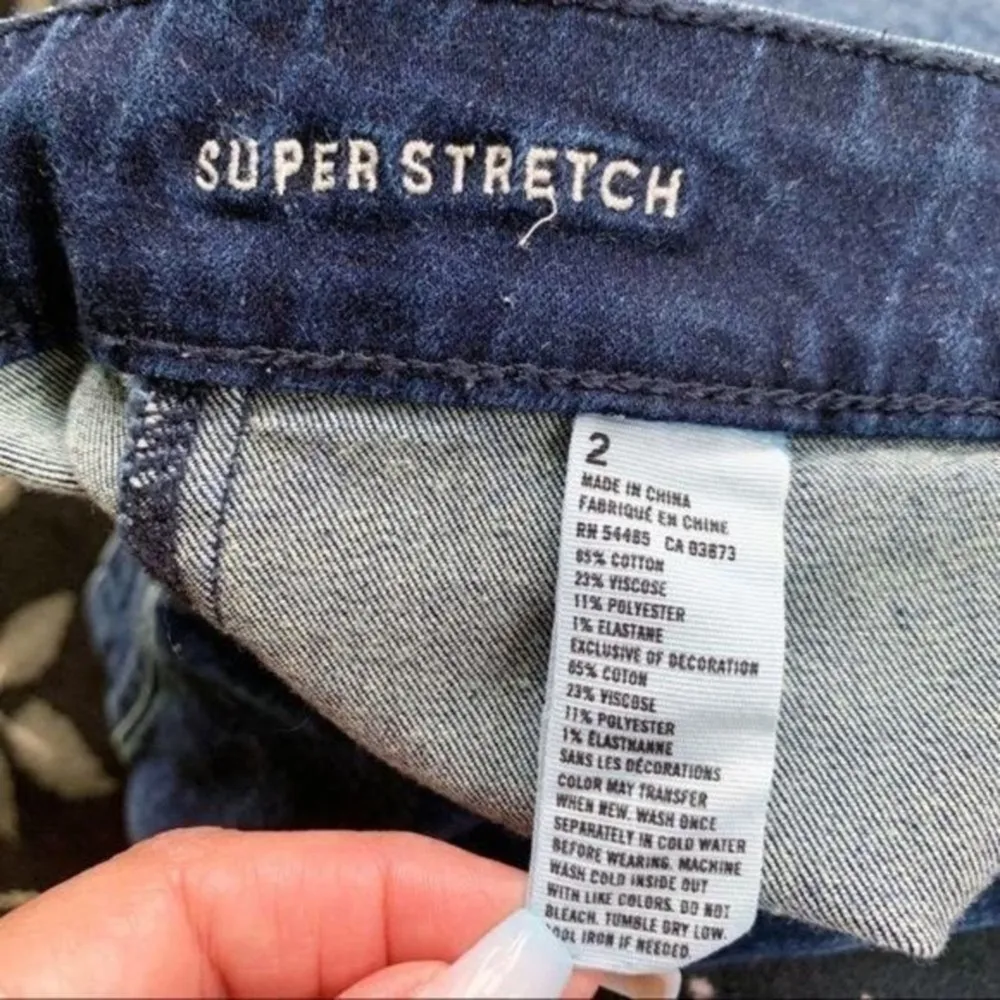 SUPER STRETCH
2
MADE IN CHINA
FABRIQUÉ EN CHINE
RN 54485 CA 03873
65% COTTON
23% VISCOSE
11% POLYESTER
1% ELASTANE
EXCLUSIVE OF DECORATION
65% COTON
23% VISCOSE
11% POLYESTER
1% ÉLASTHANNE
SANS LES DÉCORATIONS
COLOR MAY TRANSFER
WHEN NEW. WASH ONCE
SEPARATELY IN COLD WATER
BEFORE WEARING. MACHINE
WASH COLD INSIDE OUT
WITH LIKE COLORS. DO NOT
BLEACH. TUMBLE DRY LOW.
COOL IRON IF NEEDED.